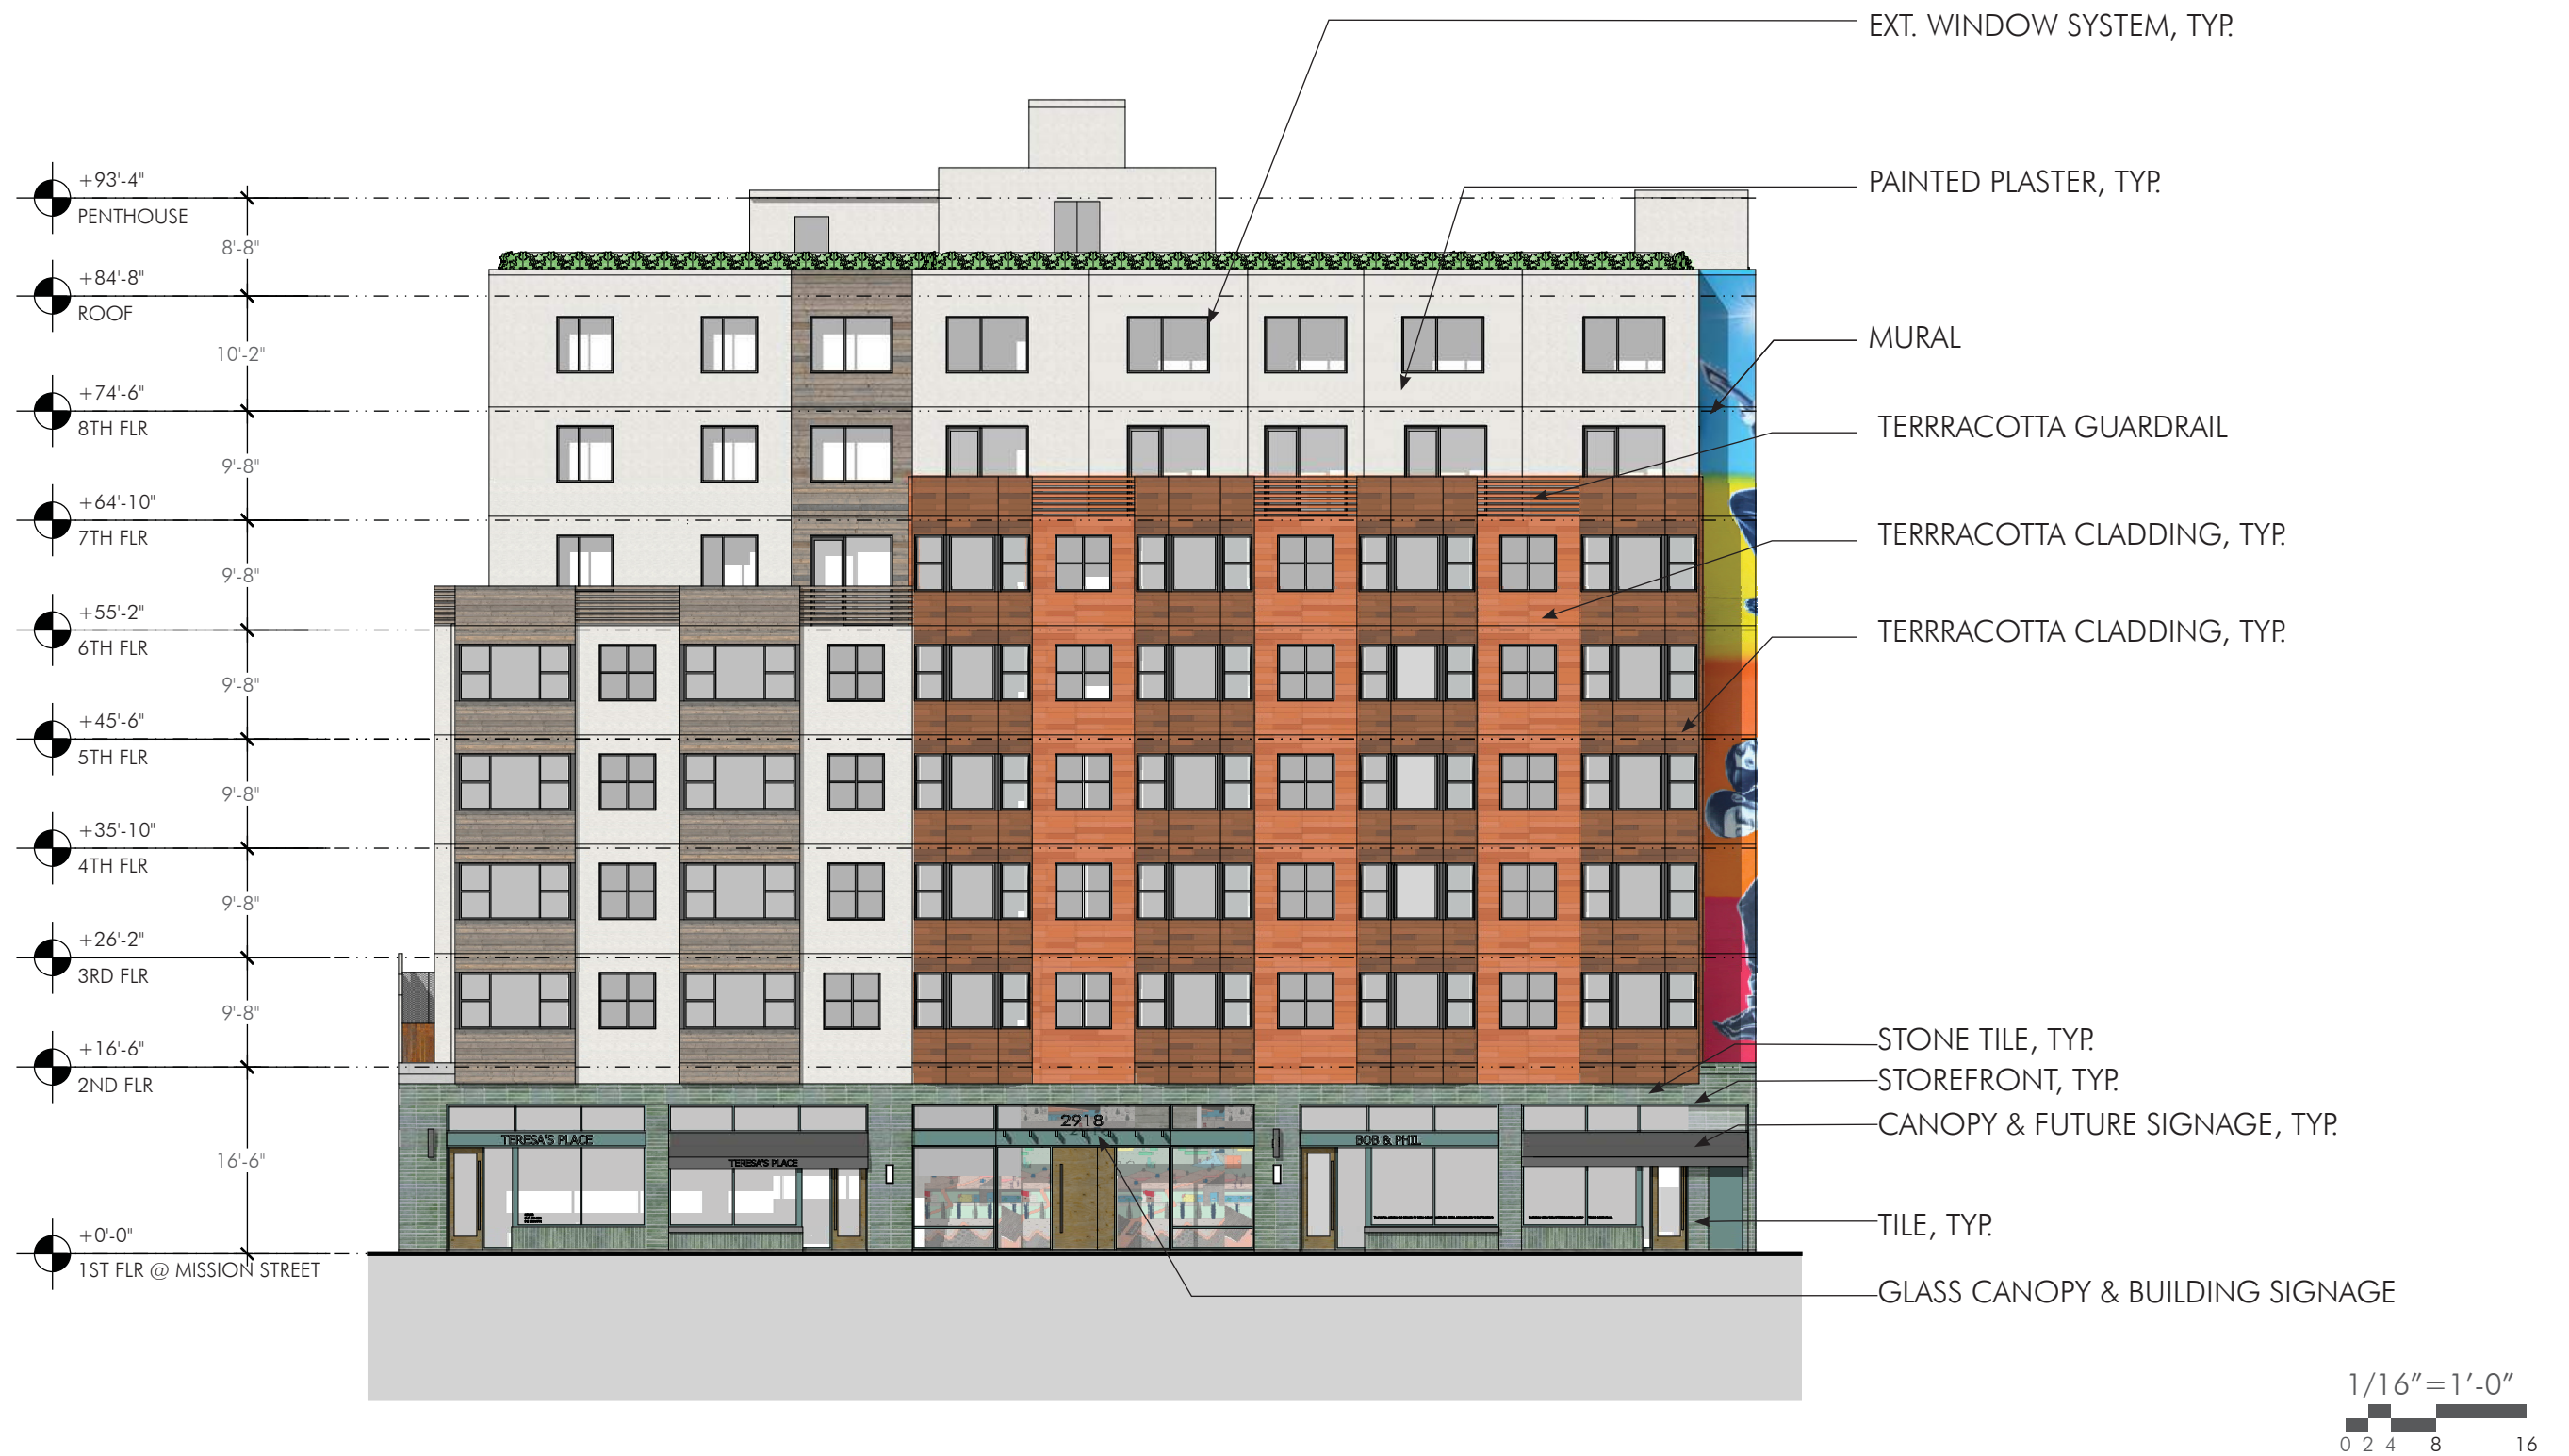 EXT. WINDOW SYSTEM, TYP.
PAINTED PLASTER, TYP.
MURAL
TERRRACOTTA GUARDRAIL
TERRRACOTTA CLADDING, TYP.
TERRRACOTTA CLADDING, TYP.
STONE TILE, TYP.
STOREFRONT, TYP.
CANOPY & FUTURE SIGNAGE, TYP.
TILE, TYP.
GLASS CANOPY & BUILDING SIGNAGE
+93'-4"
PENTHOUSE
8'-8"
+84'-8"
ROOF
10'-2"
+74'-6"
8TH FLR
9'-8"
+64'-10"
7TH FLR
9'-8"
+55'-2"
6TH FLR
9'-8"
+45'-6"
5TH FLR
9'-8"
+35'-10"
4TH FLR
9'-8"
+26'-2"
3RD FLR
9'-8"
+16'-6"
2ND FLR
16'-6"
+0'-0"
1ST FLR @ MISSION STREET
TERESA'S PLACE
TERESA'S PLACE
2918
BOB & PHIL
1/16"=1'-0"
0 2 4 8 16